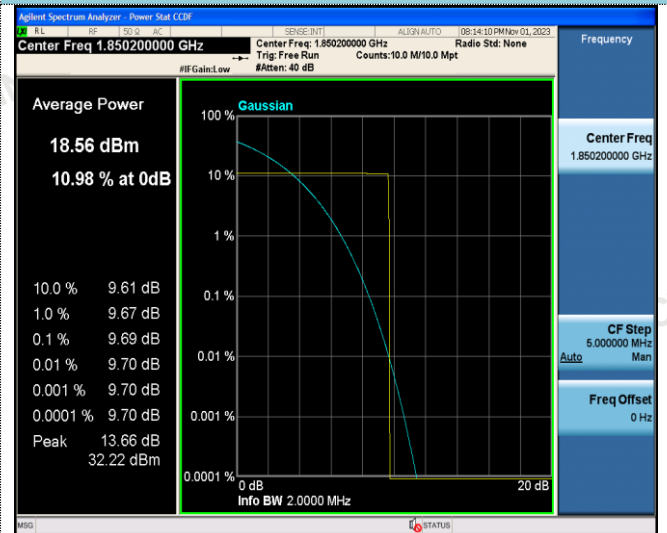 Agilent Spectrum Analyzer - Power Stat CCDF
RL RF 50 Ω AC SENSE:INT ALIGN AUTO 08:14:10 PM Nov 01, 2023
Center Freq 1.850200000 GHz
Center Freq: 1.850200000 GHz Radio Std: None
Trig: Free Run Counts:10.0 M/10.0 Mpt
#IFGain:Low #Atten: 40 dB
Frequency
Average Power
18.56 dBm
10.98 % at 0dB
10.0 % 9.61 dB
1.0 % 9.67 dB
0.1 % 9.69 dB
0.01 % 9.70 dB
0.001 % 9.70 dB
0.0001 % 9.70 dB
Peak 13.66 dB
32.22 dBm
Gaussian
100 %
10 %
1 %
0.1 %
0.01 %
0.001 %
0.0001 %
0 dB 20 dB
Info BW 2.0000 MHz
Center Freq
1.850200000 GHz
CF Step
5.000000 MHz
Auto Man
Freq Offset
0 Hz
MSG STATUS